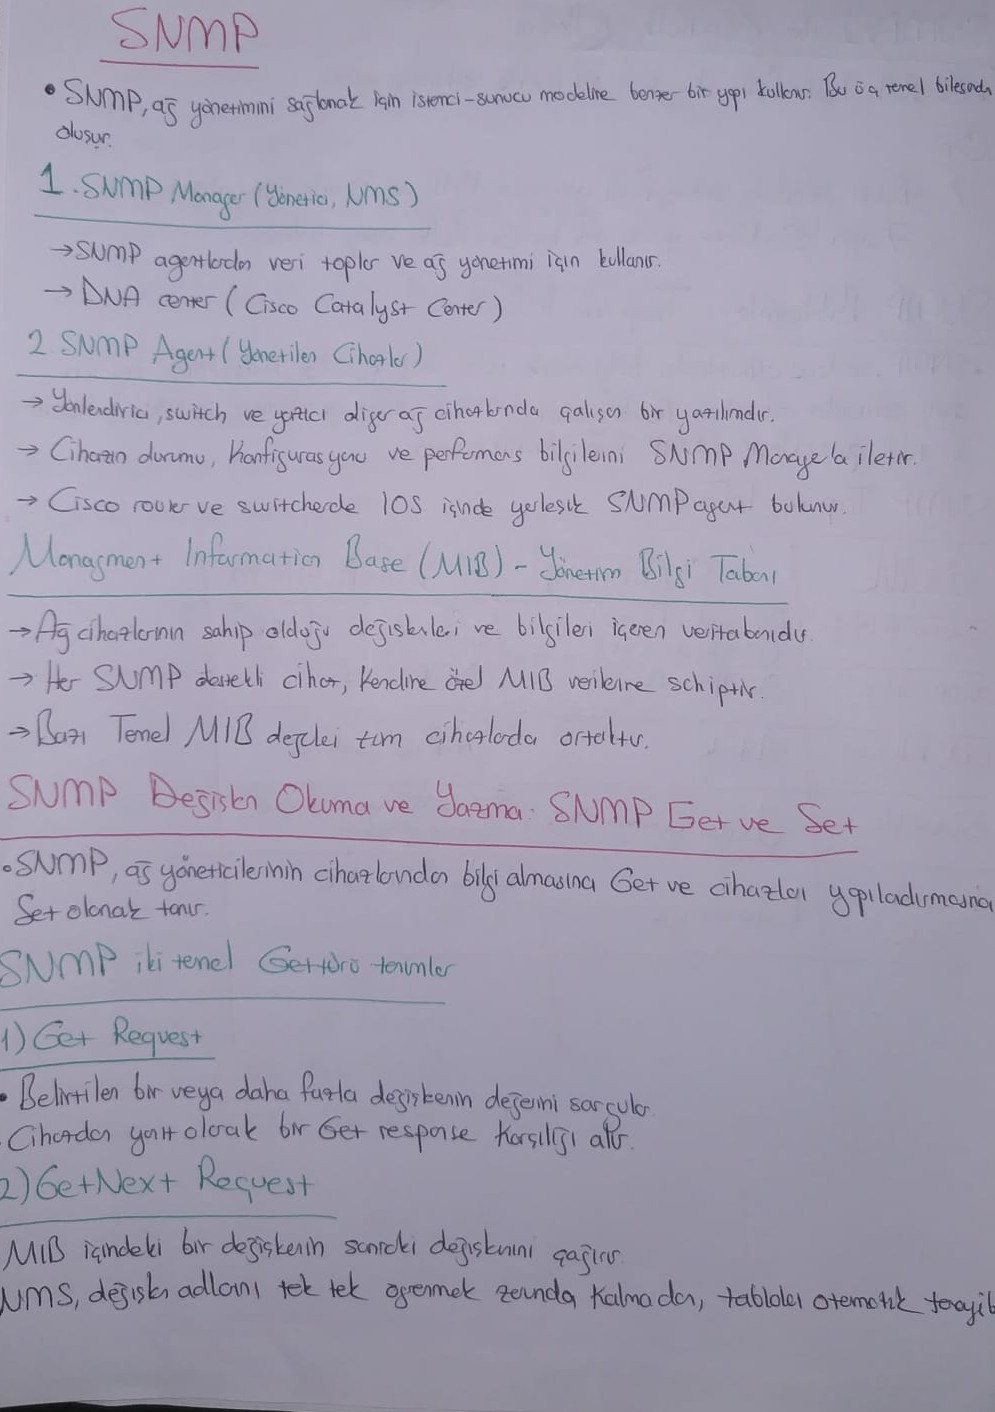 SNMP
• SNMP, ağ yönetimini sağlamak için istemci-sunucu modeline benzer bir yapı kullanır. Bu üç temel bileşenden
oluşur.
1. SNMP Manager (Yönetici, NMS)
→ SNMP agentlerden veri toplar ve ağ yönetimi için kullanır.
→ DNA center ( Cisco Catalyst Center )
2. SNMP Agent ( Yönetilen Cihazlar )
→ Yönlendirici, switch ve yazıcı diğer ağ cihazlarında çalışan bir yazılımdır.
→ Cihazın durumu, Konfigurasyonu ve performans bilgilerini SNMP Manager'a iletir.
→ Cisco router ve switcherde IOS içinde yerleşik SNMP agent bulunur.
Managment Information Base (MIB) - Yönetim Bilgi Tabanı
→ Ağ cihazlarının sahip olduğu değişkenleri ve bilgileri içeren veritabanıdır.
→ Her SNMP destekli cihaz, Kendine özel MIB verilerine sahiptir.
→ Bazı Temel MIB değerleri tüm cihazlarda ortaktır.
SNMP Değişken Okuma ve Yazma: SNMP Get ve Set
• SNMP, ağ yöneticilerinin cihazlarından bilgi almasına Get ve cihazları yapıladırmasına
Set olanak tanır.
SNMP iki temel Get türü tanımlar
1) Get Request
• Belirtilen bir veya daha fazla değişkenin değerini sorgular.
. Cihazdan yanıt olarak bir Get response Karşılığı alır.
2) GetNext Request
MIB içindeki bir değişkenin sonraki değişkenini çağırır.
NMS, değişken adlarını tek tek öğrenmek zorunda Kalmadan, tabloları otomatik